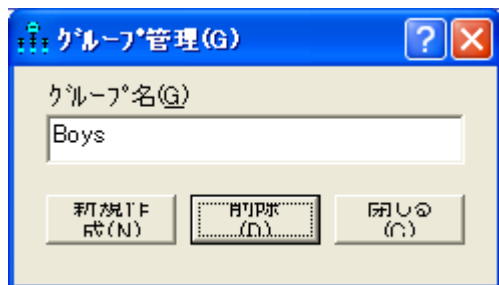 ｸﾞﾙｰﾌﾟ管理(G)
ｸﾞﾙｰﾌﾟ名(G)
Boys
新規作
成(N)
削除
(D)
閉じる
(C)